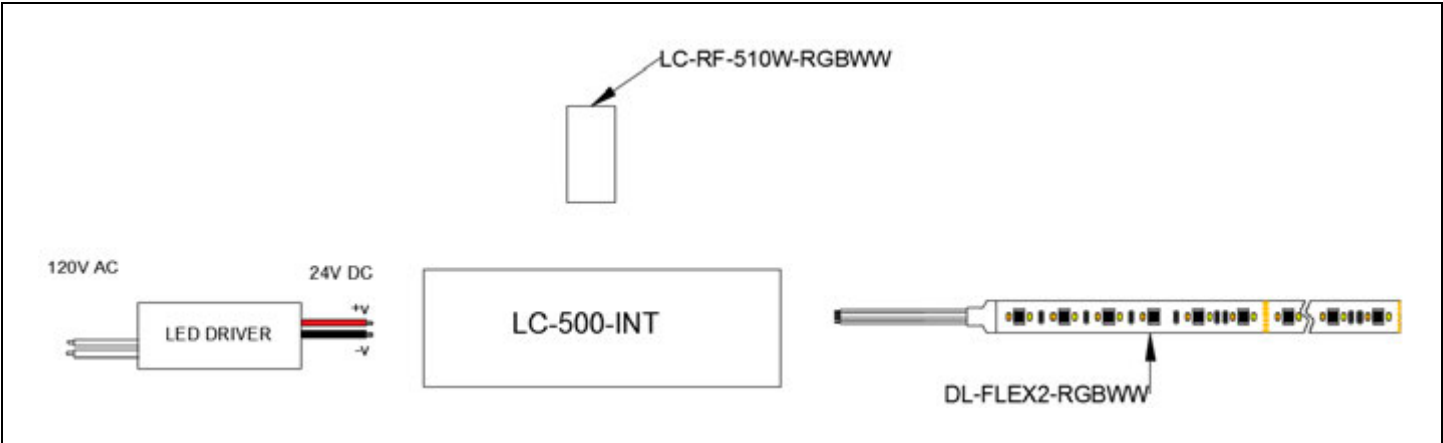 LC-RF-510W-RGBWW
120V AC
24V DC
+V
LED DRIVER
-V
LC-500-INT
DL-FLEX2-RGBWW